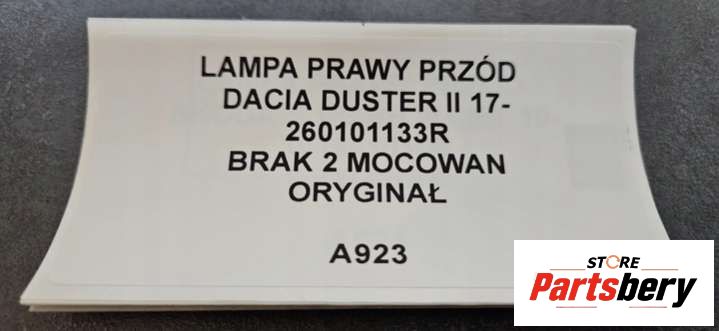 LAMPA PRAWY PRZÓD
DACIA DUSTER II 17-
260101133R
BRAK 2 MOCOWAN
ORYGINAŁ
A923
STORE
Partsbery